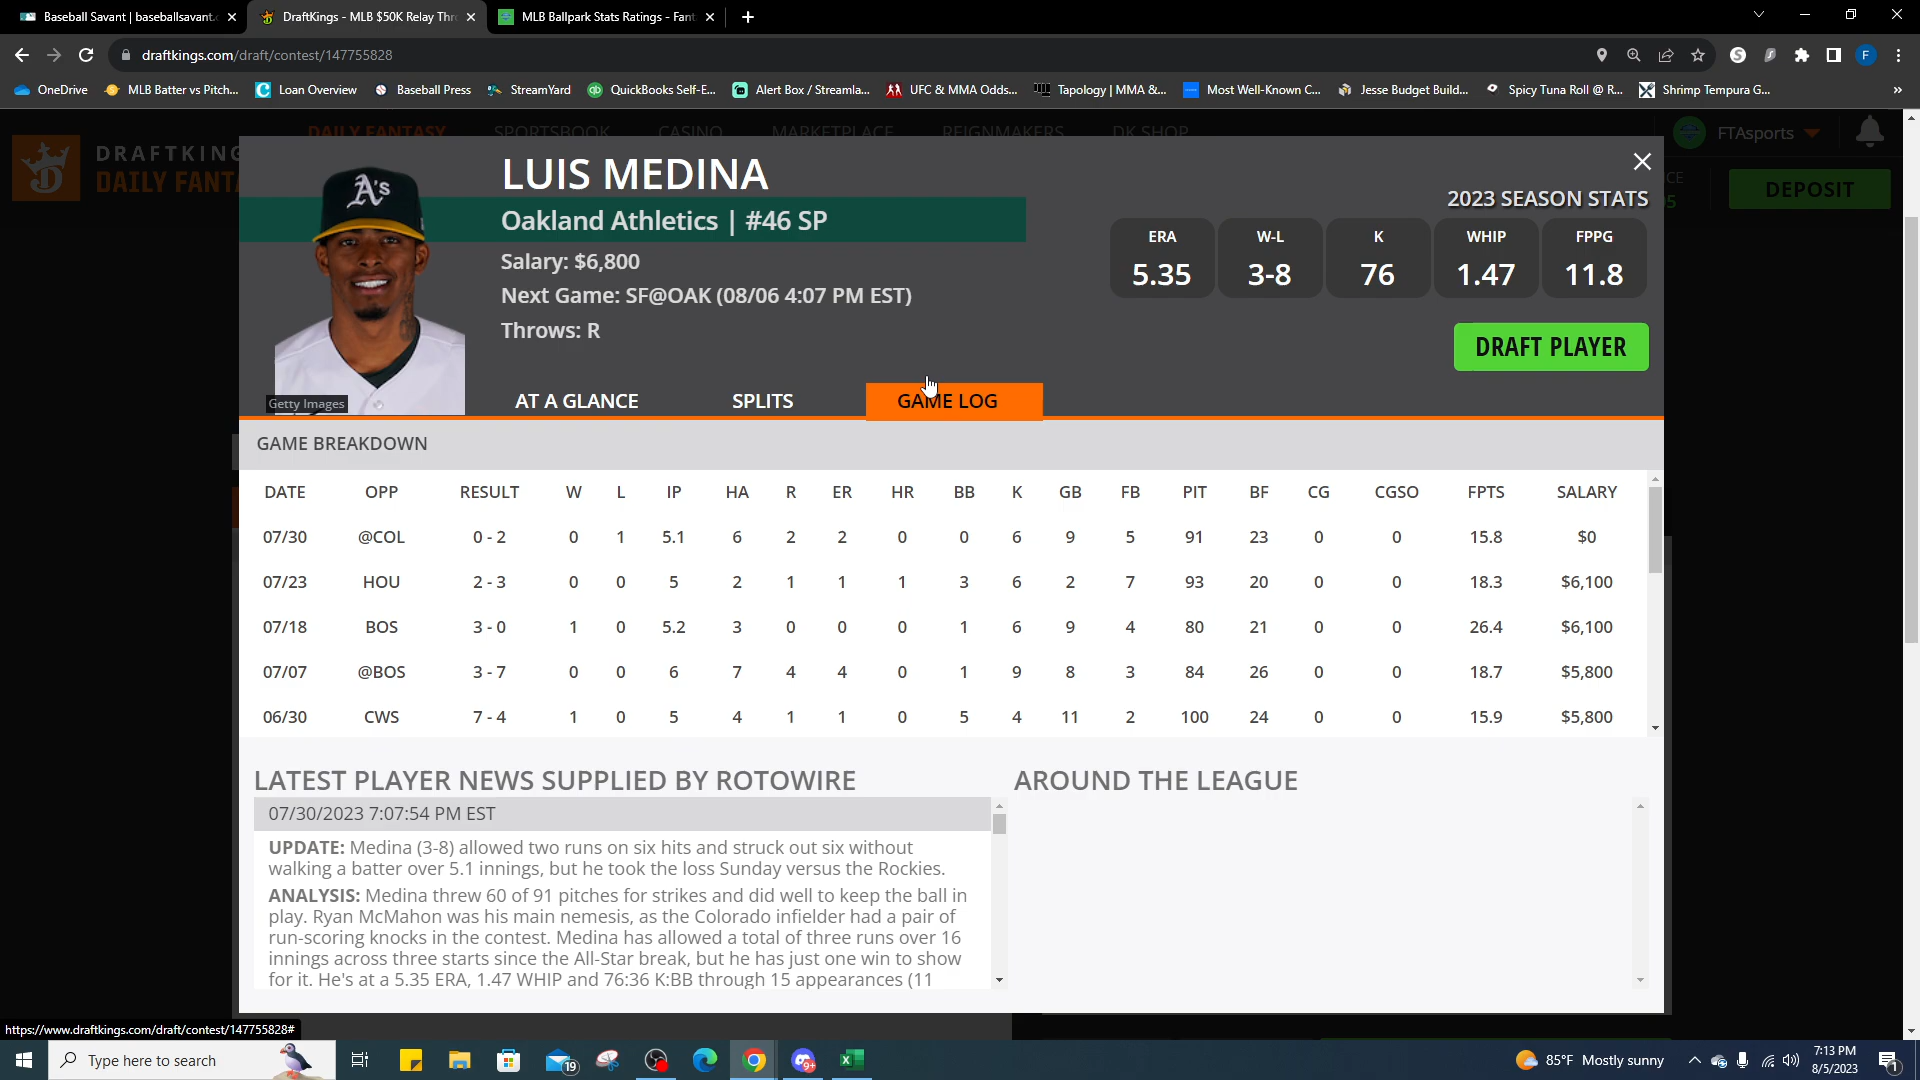 Baseball Savant | baseballsavant.
DraftKings - MLB $50K Relay Thr
MLB Ballpark Stats Ratings - Fant
draftkings.com/draft/contest/147755828
F
OneDrive
MLB Batter vs Pitch...
Loan Overview
Baseball Press
StreamYard
QuickBooks Self-E...
Alert Box / Streamla...
UFC & MMA Odds...
Tapology | MMA &...
Most Well-Known C...
Jesse Budget Build...
Spicy Tuna Roll @ R...
Shrimp Tempura G...
DAILY FANTASY SPORTSBOOK CASINO MARKETPLACE REIGNMAKERS DK SHOP
DRAFTKING
DAILY FANTA
FTAsports
DEPOSIT
LUIS MEDINA
Oakland Athletics | #46 SP
Salary: $6,800
Next Game: SF@OAK (08/06 4:07 PM EST)
Throws: R
A's
Getty Images
2023 SEASON STATS
ERA W-L K WHIP FPPG
5.35 3-8 76 1.47 11.8
DRAFT PLAYER
AT A GLANCE SPLITS GAME LOG
GAME BREAKDOWN
DATE OPP RESULT W L IP HA R ER HR BB K GB FB PIT BF CG CGSO FPTS SALARY
07/30 @COL 0 - 2 0 1 5.1 6 2 2 0 0 6 9 5 91 23 0 0 15.8 $0
07/23 HOU 2 - 3 0 0 5 2 1 1 1 3 6 2 7 93 20 0 0 18.3 $6,100
07/18 BOS 3 - 0 1 0 5.2 3 0 0 0 1 6 9 4 80 21 0 0 26.4 $6,100
07/07 @BOS 3 - 7 0 0 6 7 4 4 0 1 9 8 3 84 26 0 0 18.7 $5,800
06/30 CWS 7 - 4 1 0 5 4 1 1 0 5 4 11 2 100 24 0 0 15.9 $5,800
LATEST PLAYER NEWS SUPPLIED BY ROTOWIRE
07/30/2023 7:07:54 PM EST
UPDATE: Medina (3-8) allowed two runs on six hits and struck out six without
walking a batter over 5.1 innings, but he took the loss Sunday versus the Rockies.
ANALYSIS: Medina threw 60 of 91 pitches for strikes and did well to keep the ball in
play. Ryan McMahon was his main nemesis, as the Colorado infielder had a pair of
run-scoring knocks in the contest. Medina has allowed a total of three runs over 16
innings across three starts since the All-Star break, but he has just one win to show
for it. He's at a 5.35 ERA, 1.47 WHIP and 76:36 K:BB through 15 appearances (11
AROUND THE LEAGUE
https://www.draftkings.com/draft/contest/147755828#
Type here to search
19
9+
85°F Mostly sunny
7:13 PM
8/5/2023
1